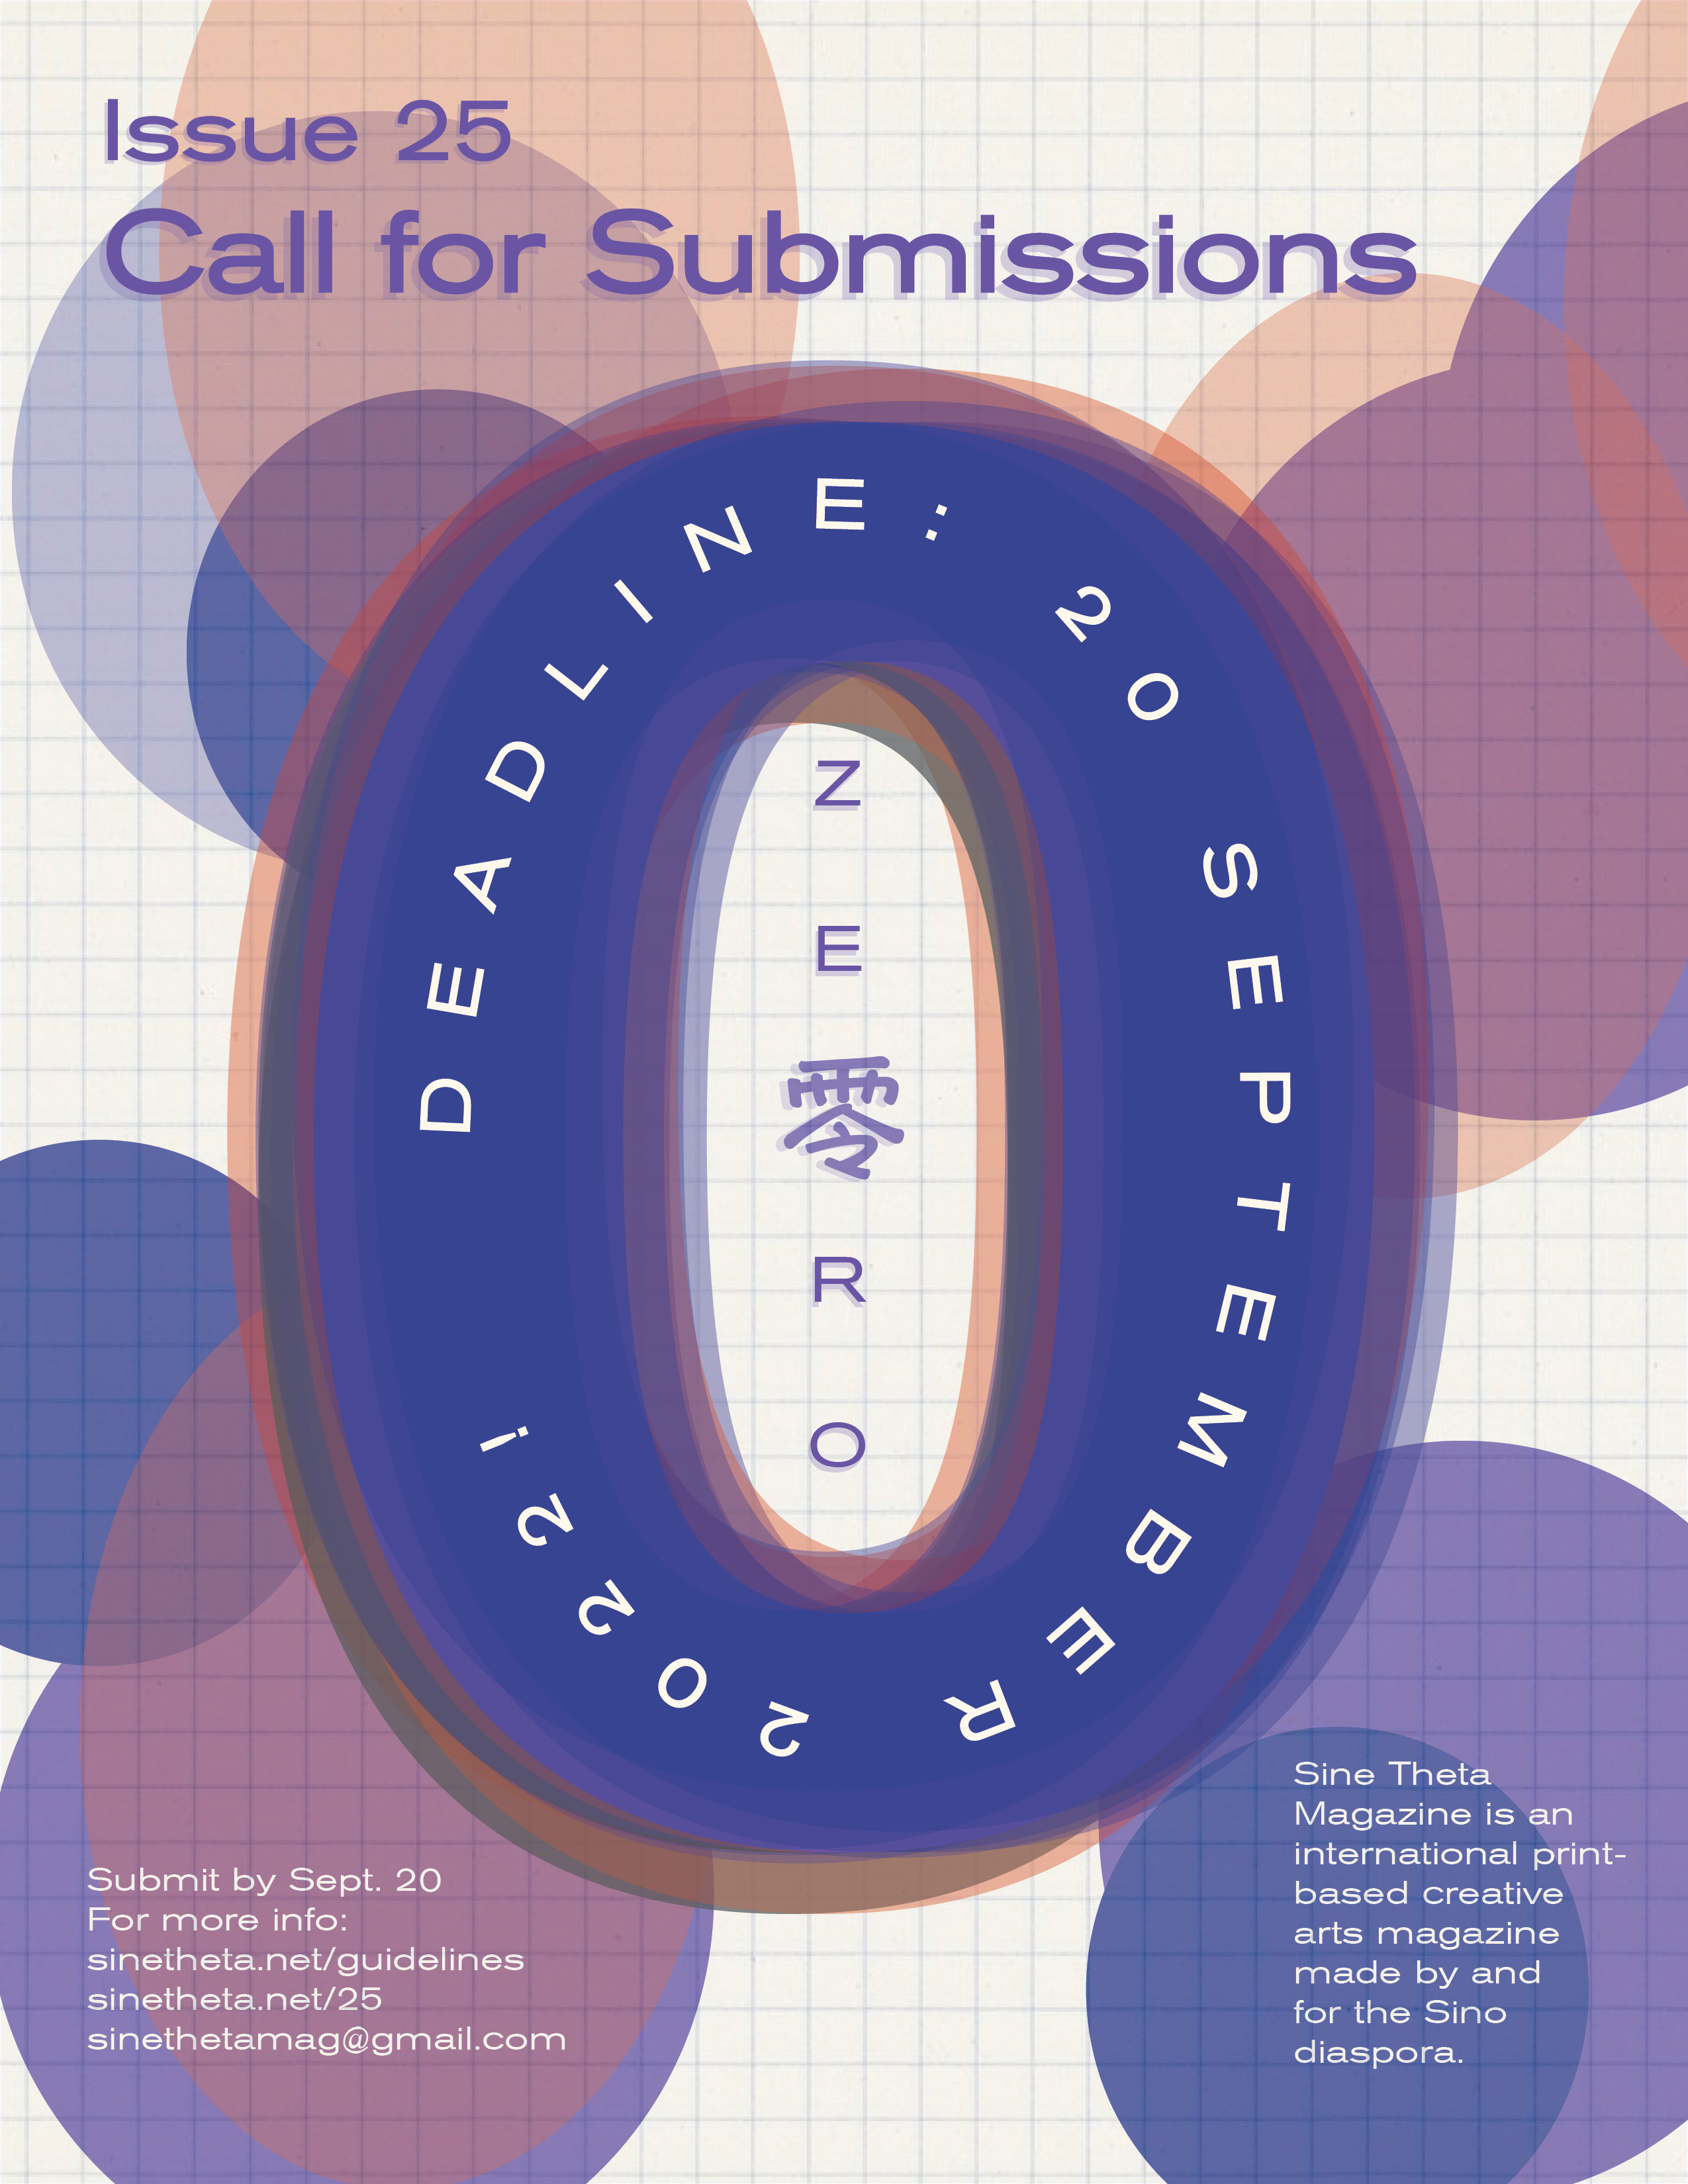 Issue 25
Call for Submissions
DEADLINE: 20 SEPTEMBER 2022!
Z
E
零
R
O
Submit by Sept. 20
For more info:
sinetheta.net/guidelines
sinetheta.net/25
sinethetamag@gmail.com
Sine Theta
Magazine is an
international print-
based creative
arts magazine
made by and
for the Sino
diaspora.